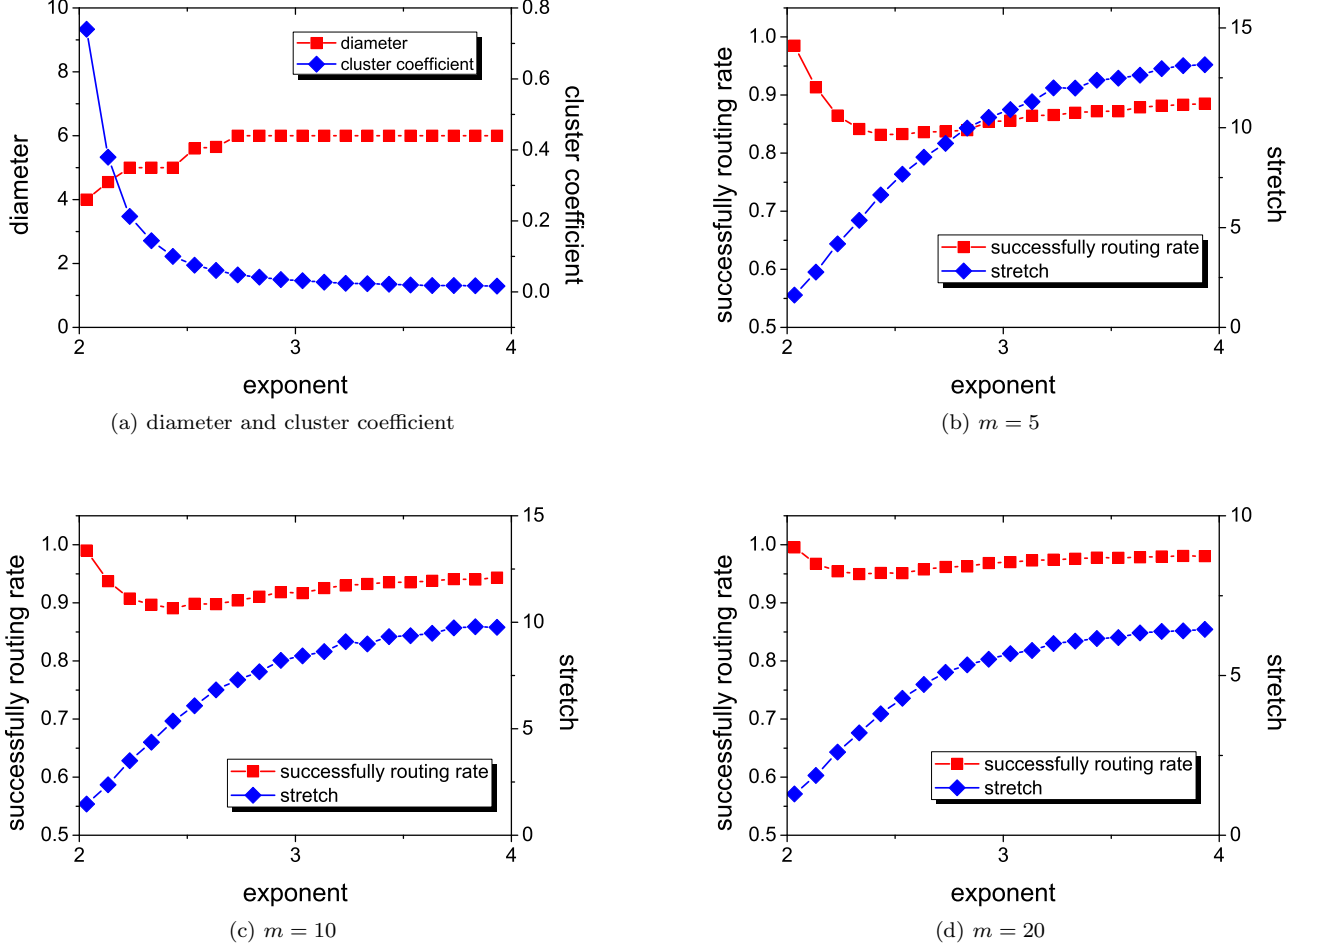 10
8
6
4
2
0
diameter
0.8
0.6
0.4
0.2
0.0
cluster coefficient
diameter
cluster coefficient
2
3
4
exponent
(a) diameter and cluster coefficient
1.0
0.9
0.8
0.7
0.6
0.5
successfully routing rate
15
10
5
0
stretch
successfully routing rate
stretch
2
3
4
exponent
(b) m = 5
1.0
0.9
0.8
0.7
0.6
0.5
successfully routing rate
15
10
5
0
stretch
successfully routing rate
stretch
2
3
4
exponent
(c) m = 10
1.0
0.9
0.8
0.7
0.6
0.5
successfully routing rate
10
5
0
stretch
successfully routing rate
stretch
2
3
4
exponent
(d) m = 20